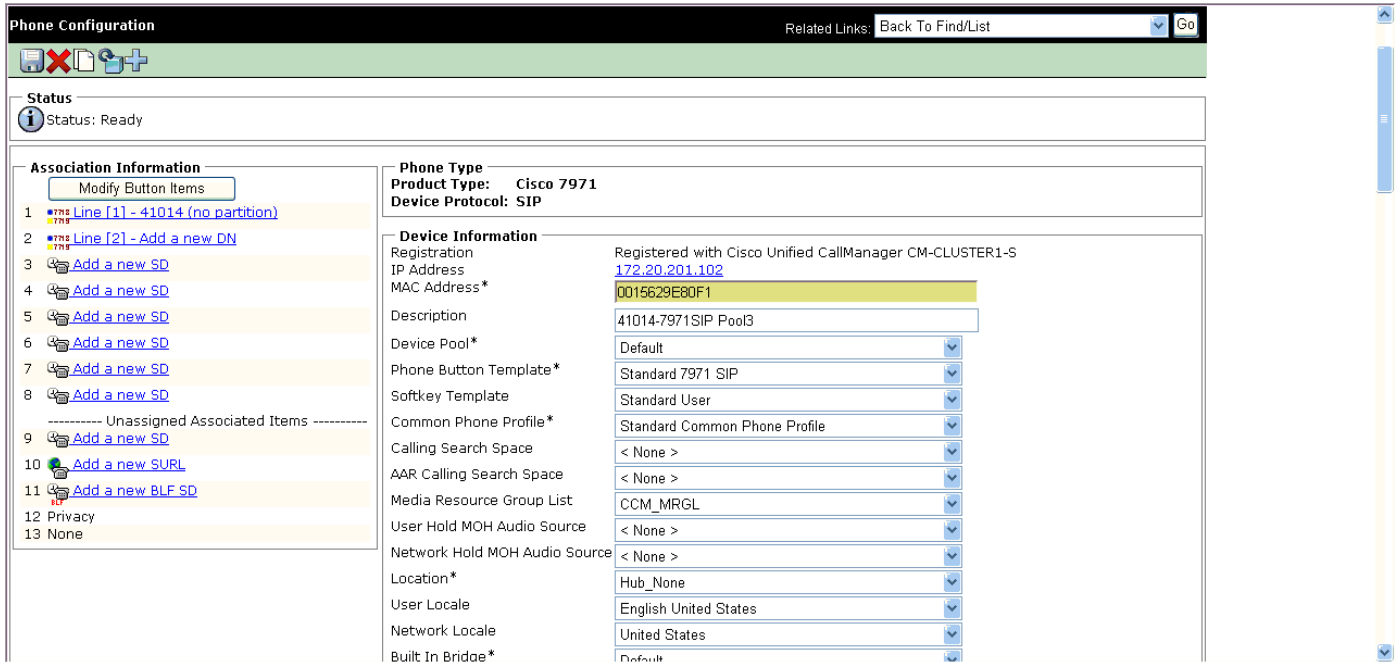 Phone Configuration
Related Links: Back To Find/List Go
Status
Status: Ready
Association Information
Modify Button Items
1 Line [1] - 41014 (no partition)
2 Line [2] - Add a new DN
3 Add a new SD
4 Add a new SD
5 Add a new SD
6 Add a new SD
7 Add a new SD
8 Add a new SD
---------- Unassigned Associated Items ----------
9 Add a new SD
10 Add a new SURL
11 Add a new BLF SD
12 Privacy
13 None
Phone Type
Product Type: Cisco 7971
Device Protocol: SIP
Device Information
Registration Registered with Cisco Unified CallManager CM-CLUSTER1-S
IP Address 172.20.201.102
MAC Address* 0015629E80F1
Description 41014-7971SIP Pool3
Device Pool* Default
Phone Button Template* Standard 7971 SIP
Softkey Template Standard User
Common Phone Profile* Standard Common Phone Profile
Calling Search Space < None >
AAR Calling Search Space < None >
Media Resource Group List CCM_MRGL
User Hold MOH Audio Source < None >
Network Hold MOH Audio Source < None >
Location* Hub_None
User Locale English United States
Network Locale United States
Built In Bridge* Default